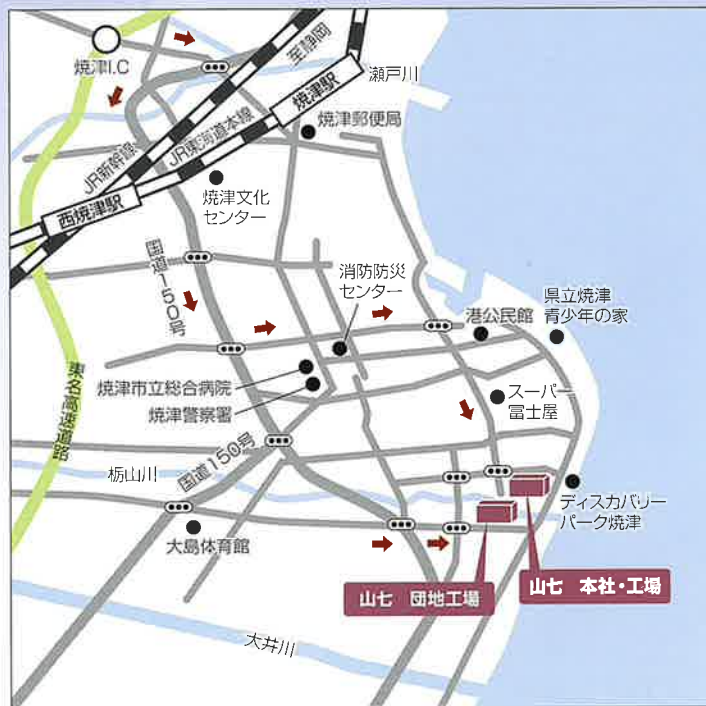 焼津I.C
至静岡
瀬戸川
焼津駅
焼津郵便局
JR新幹線
JR東海道本線
焼津文化
センター
西焼津駅
国道150号
消防防災
センター
県立焼津
青少年の家
港公民館
東名高速道路
焼津市立総合病院
焼津警察署
スーパー
冨士屋
国道150号
栃山川
ディスカバリー
パーク焼津
大島体育館
山七 団地工場
山七 本社・工場
大井川